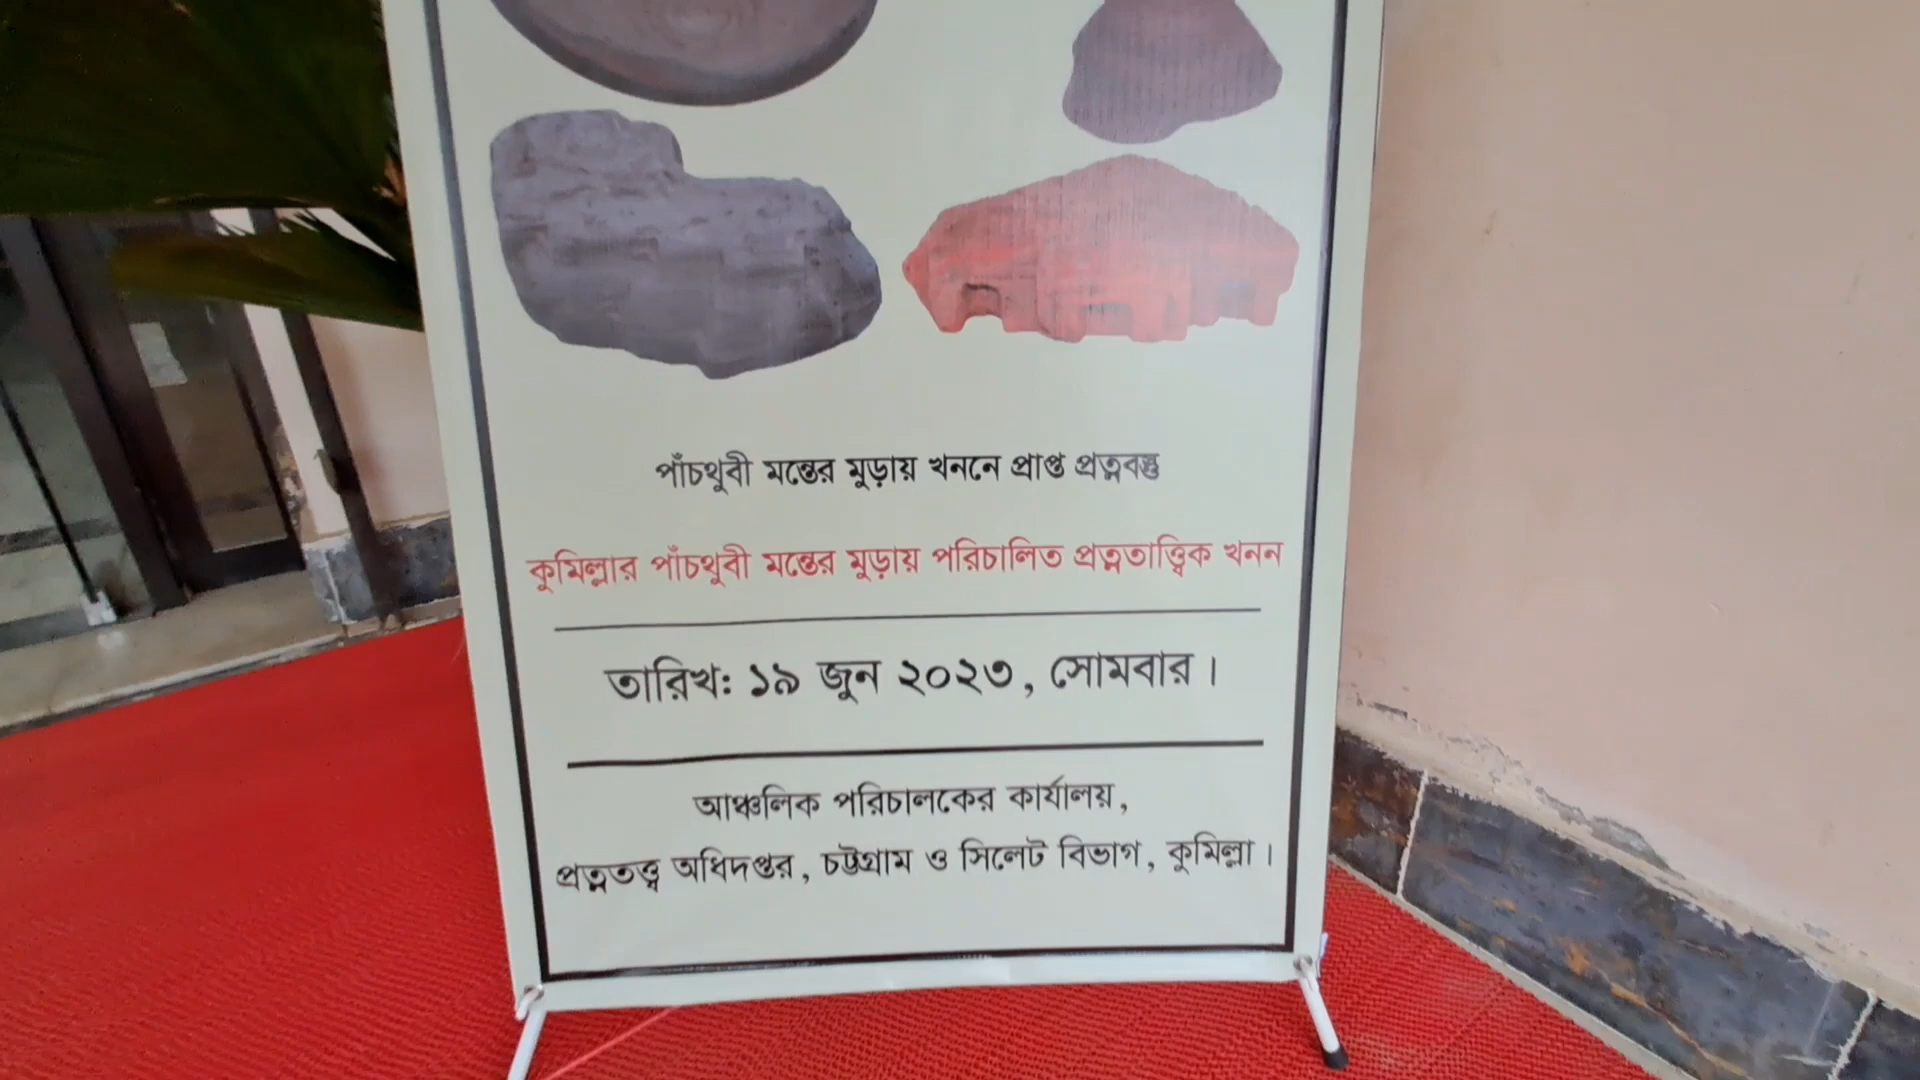 পাঁচথুবী মন্তের মুড়ায় খননে প্রাপ্ত প্রত্নবস্তু
কুমিল্লার পাঁচথুবী মন্তের মুড়ায় পরিচালিত প্রত্নতাত্ত্বিক খনন
তারিখ: ১৯ জুন ২০২৩, সোমবার।
আঞ্চলিক পরিচালকের কার্যালয়,
প্রত্নতত্ত্ব অধিদপ্তর, চট্টগ্রাম ও সিলেট বিভাগ, কুমিল্লা।